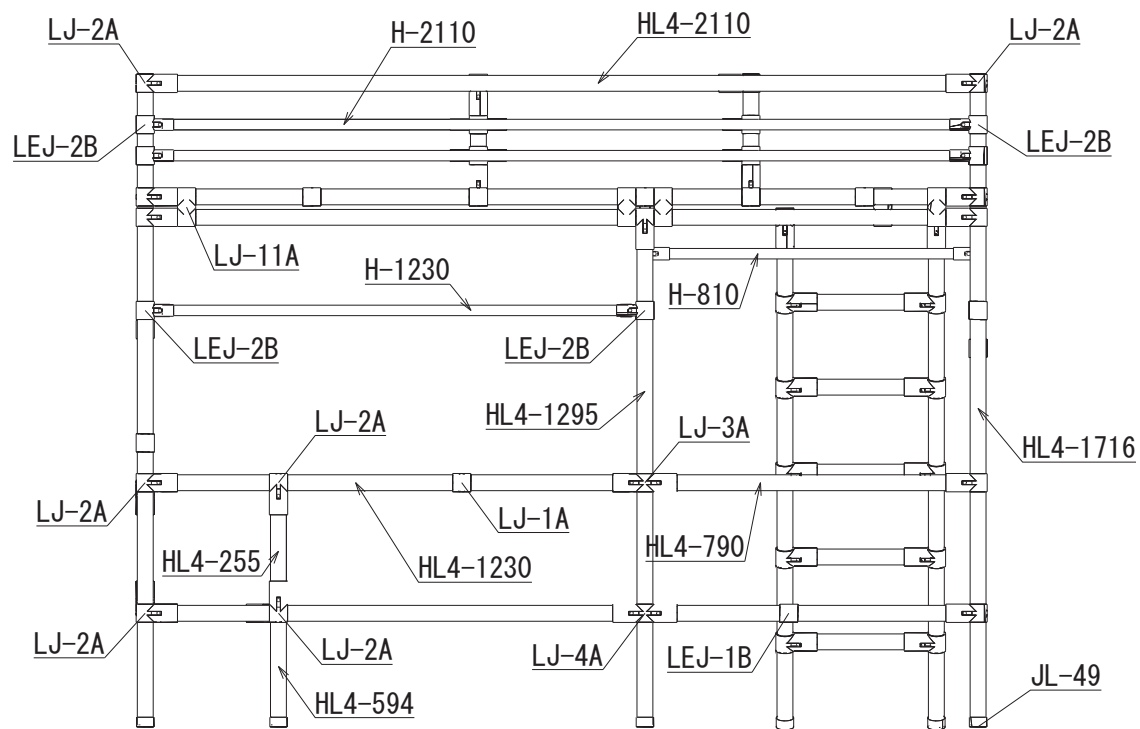 LJ-2A
H-2110
HL4-2110
LJ-2A
LEJ-2B
LEJ-2B
LJ-11A
H-1230
H-810
LEJ-2B
LEJ-2B
HL4-1295
LJ-2A
LJ-3A
HL4-1716
LJ-2A
LJ-1A
HL4-255
HL4-1230
HL4-790
LJ-2A
LJ-2A
LJ-4A
LEJ-1B
HL4-594
JL-49